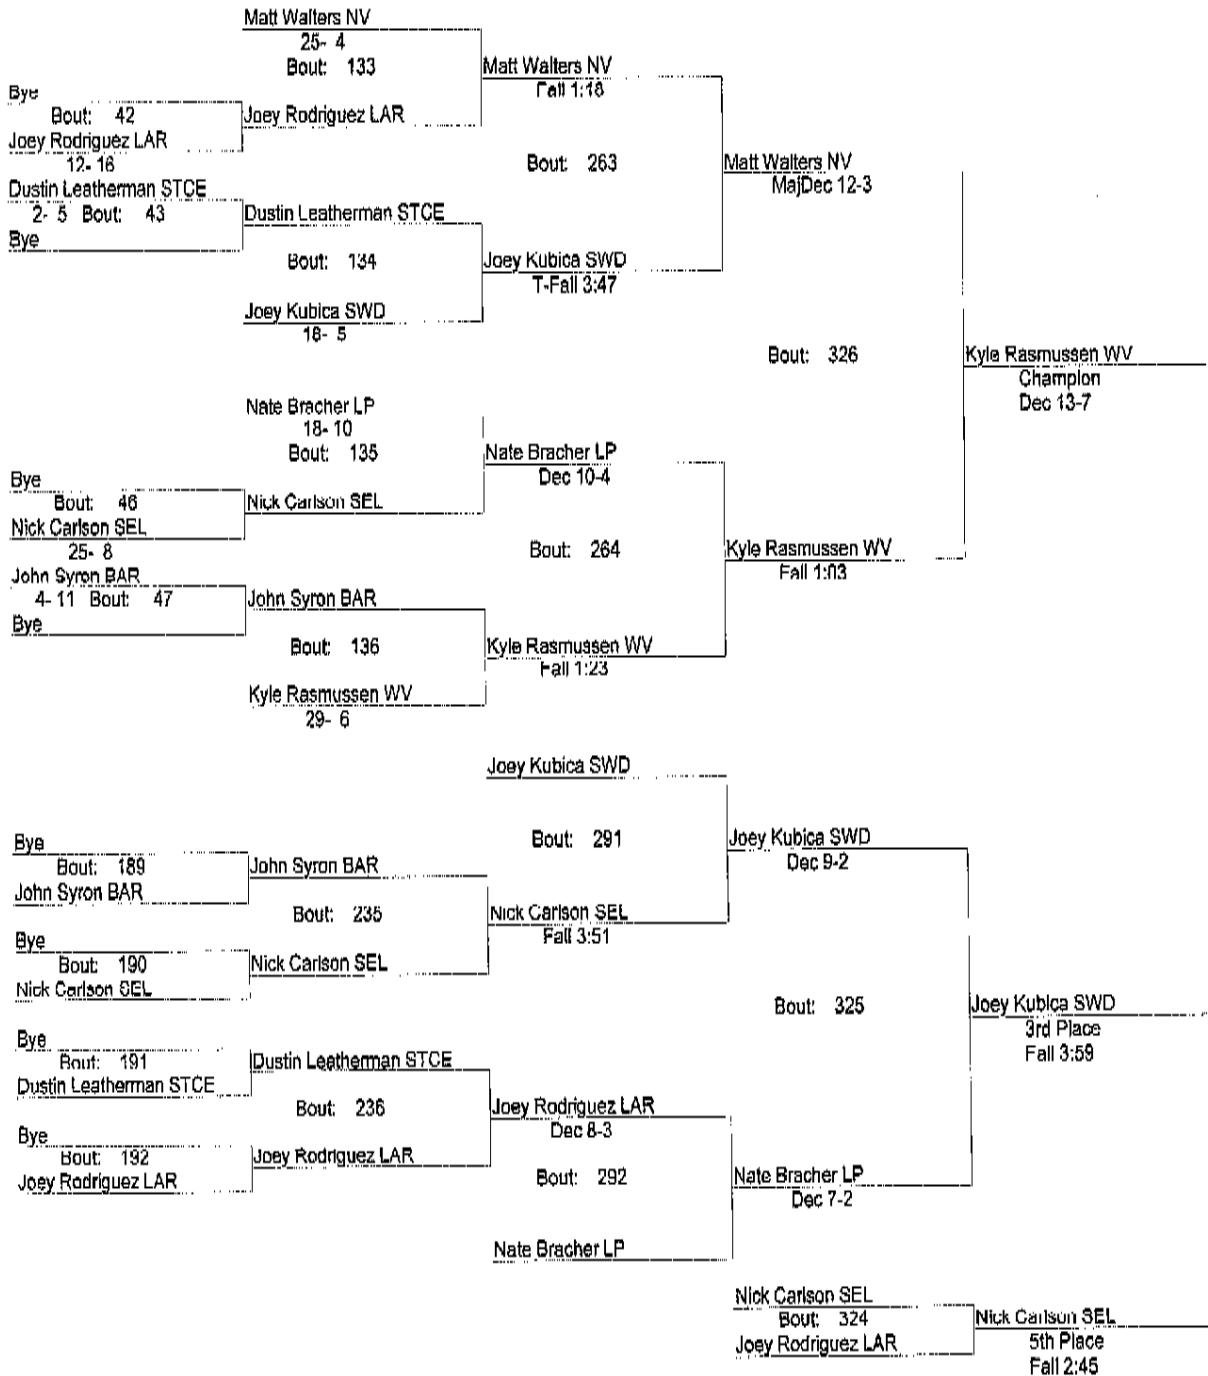 Matt Walters NV
25- 4
Bout: 133
Matt Walters NV
Fall 1:18
Bye
Bout: 42
Joey Rodriguez LAR
Joey Rodriguez LAR
12- 16
Bout: 263
Matt Walters NV
MajDec 12-3
Dustin Leatherman STCE
2- 5 Bout: 43
Dustin Leatherman STCE
Bye
Bout: 134
Joey Kubica SWD
T-Fall 3:47
Joey Kubica SWD
18- 5
Bout: 326
Kyle Rasmussen WV
Champion
Dec 13-7
Nate Bracher LP
18- 10
Bout: 135
Nate Bracher LP
Dec 10-4
Bye
Bout: 46
Nick Carlson SEL
Nick Carlson SEL
25- 8
Bout: 264
Kyle Rasmussen WV
Fall 1:03
John Syron BAR
4- 11 Bout: 47
John Syron BAR
Bye
Bout: 136
Kyle Rasmussen WV
Fall 1:23
Kyle Rasmussen WV
29- 6
Joey Kubica SWD
Bout: 291
Joey Kubica SWD
Dec 9-2
Bye
Bout: 189
John Syron BAR
John Syron BAR
Bout: 235
Nick Carlson SEL
Fall 3:51
Bye
Bout: 190
Nick Carlson SEL
Nick Carlson SEL
Bout: 325
Joey Kubica SWD
3rd Place
Fall 3:59
Bye
Bout: 191
Dustin Leatherman STCE
Dustin Leatherman STCE
Bout: 236
Joey Rodriguez LAR
Dec 8-3
Bye
Bout: 192
Joey Rodriguez LAR
Joey Rodriguez LAR
Bout: 292
Nate Bracher LP
Dec 7-2
Nate Bracher LP
Nick Carlson SEL
Bout: 324
Joey Rodriguez LAR
Nick Carlson SEL
5th Place
Fall 2:45